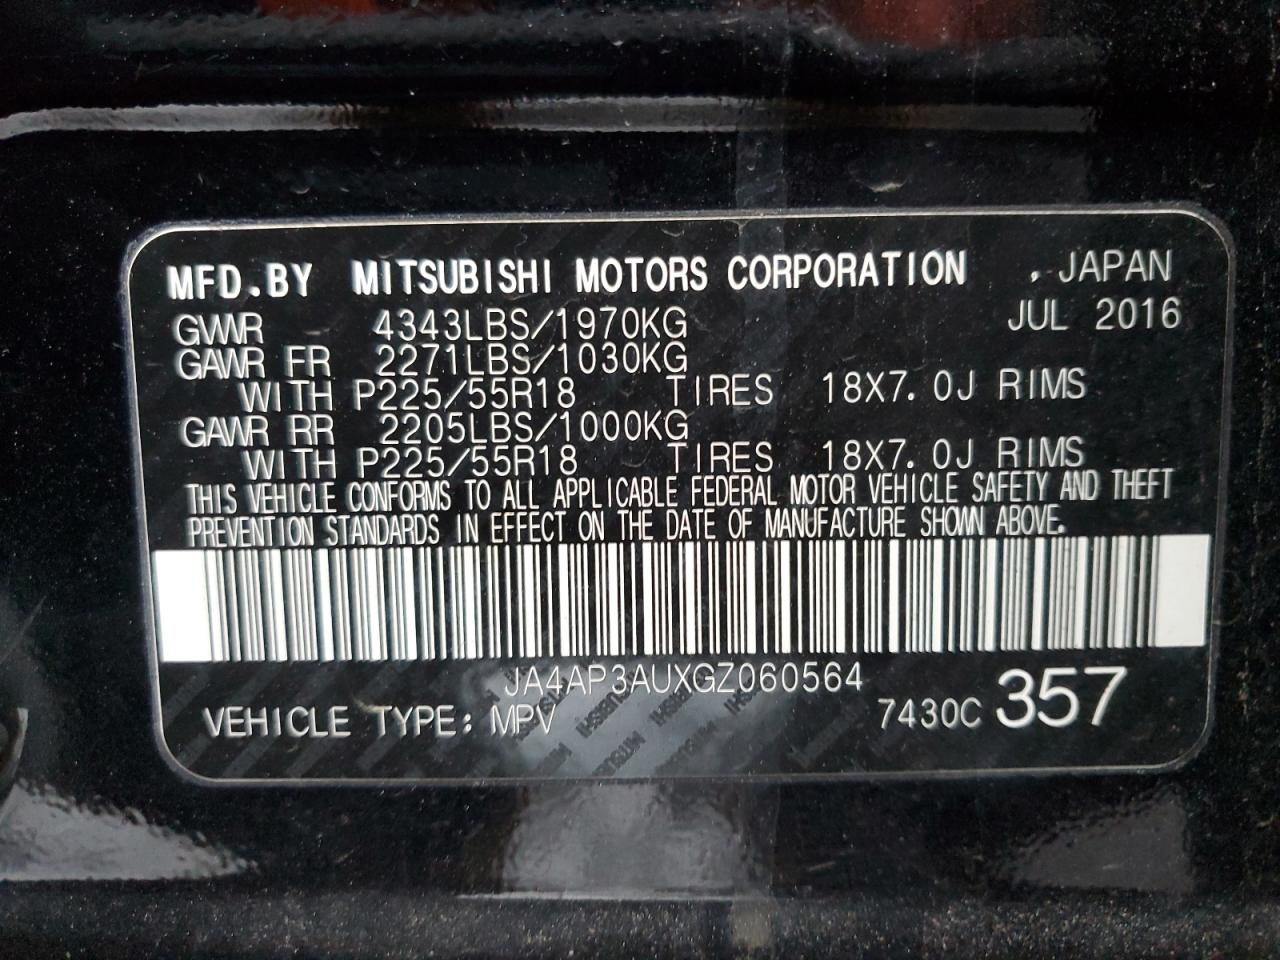 MFD.BY MITSUBISHI MOTORS CORPORATION , JAPAN
JUL 2016
GVWR 4343LBS/1970KG
GAWR FR 2271LBS/1030KG
WITH P225/55R18 TIRES 18X7.0J RIMS
GAWR RR 2205LBS/1000KG
WITH P225/55R18 TIRES 18X7.0J RIMS
THIS VEHICLE CONFORMS TO ALL APPLICABLE FEDERAL MOTOR VEHICLE SAFETY AND THEFT
PREVENTION STANDARDS IN EFFECT ON THE DATE OF MANUFACTURE SHOWN ABOVE.
JA4AP3AUXGZ060564
VEHICLE TYPE: MPV 7430C 357